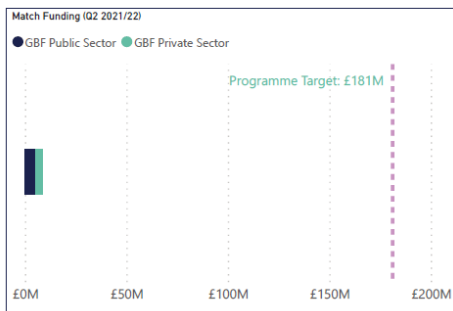 Match Funding (Q2 2021/22)
GBF Public Sector GBF Private Sector
Programme Target: £181M
£0M £50M £100M £150M £200M